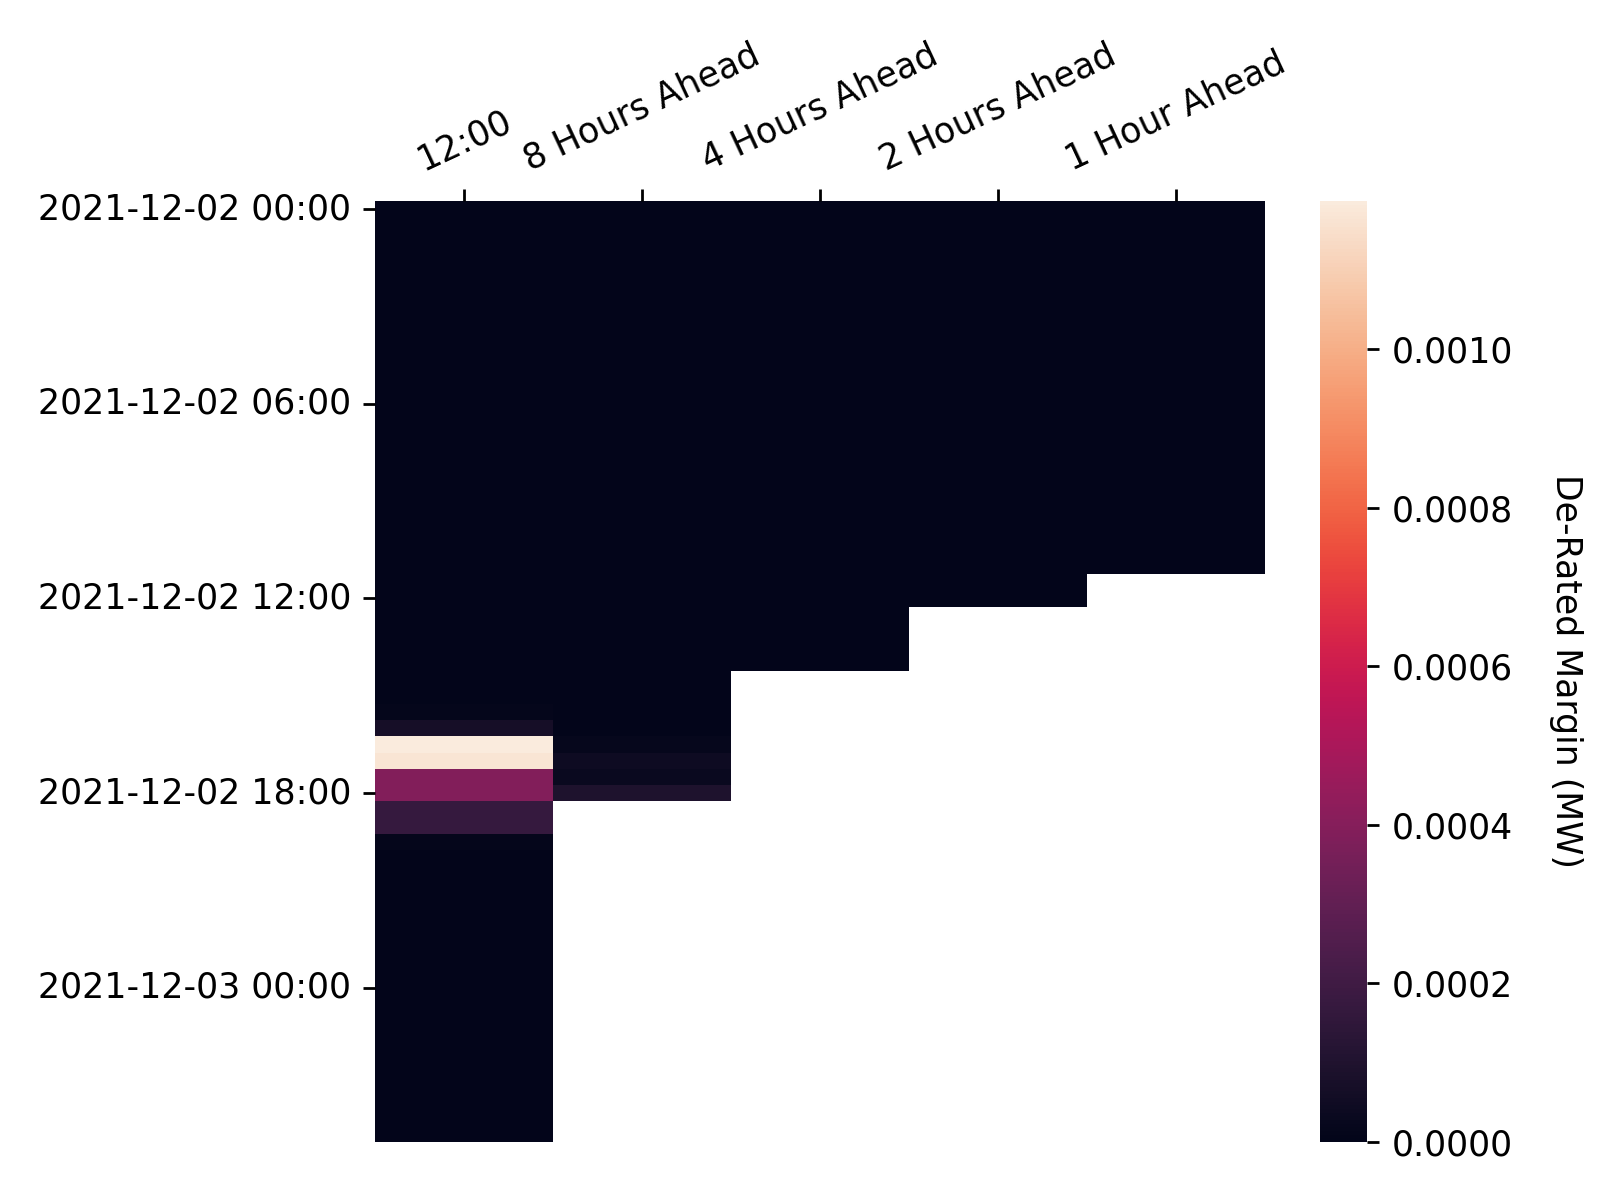 12:00
8 Hours Ahead
4 Hours Ahead
2 Hours Ahead
1 Hour Ahead
2021-12-02 00:00
2021-12-02 06:00
2021-12-02 12:00
2021-12-02 18:00
2021-12-03 00:00
0.0010
0.0008
0.0006
0.0004
0.0002
0.0000
De-Rated Margin (MW)